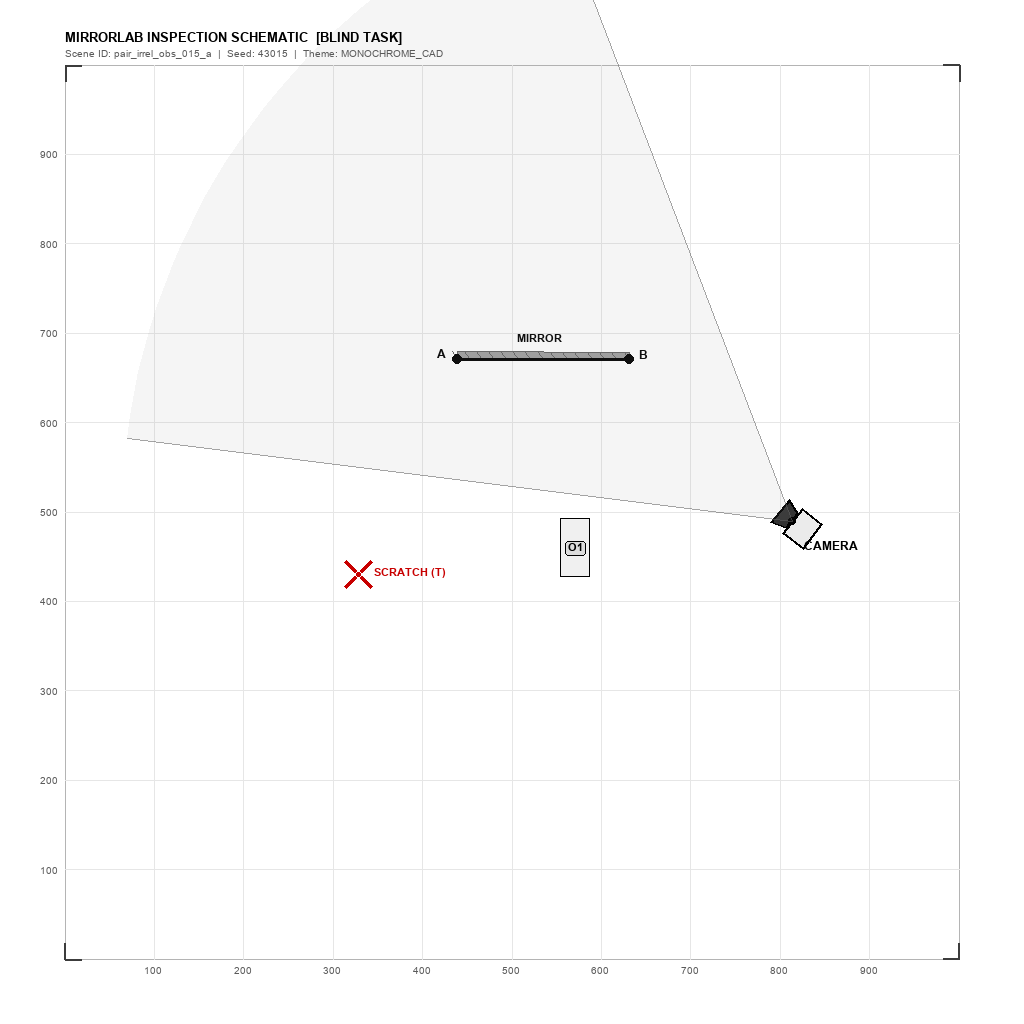 MIRRORLAB INSPECTION SCHEMATIC [BLIND TASK]
Scene ID: pair_irrel_obs_015_a | Seed: 43015 | Theme: MONOCHROME_CAD
900
800
700
MIRROR
A
B
600
500
CAMERA
O1
SCRATCH (T)
400
300
200
100
100 200 300 400 500 600 700 800 900